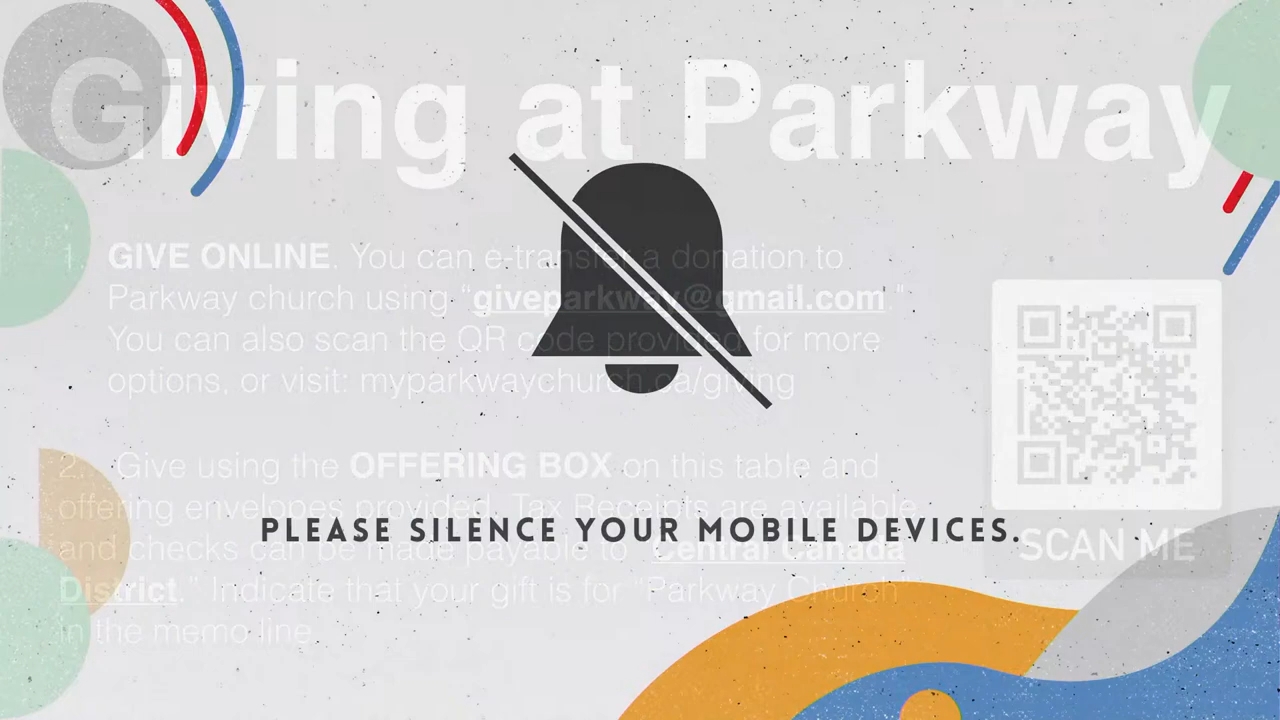 Giving at Parkway
1. GIVE ONLINE. You can e-transfer a donation to
Parkway church using “giveparkway@gmail.com.”
You can also scan the QR code provided for more
options, or visit: myparkwaychurch.ca/giving
2. Give using the OFFERING BOX on this table and
offering envelopes provided. Tax Receipts are available
PLEASE SILENCE YOUR MOBILE DEVICES.
and checks can be made payable to “Central Canada
District.” Indicate that your gift is for “Parkway Church”
in the memo line.
SCAN ME